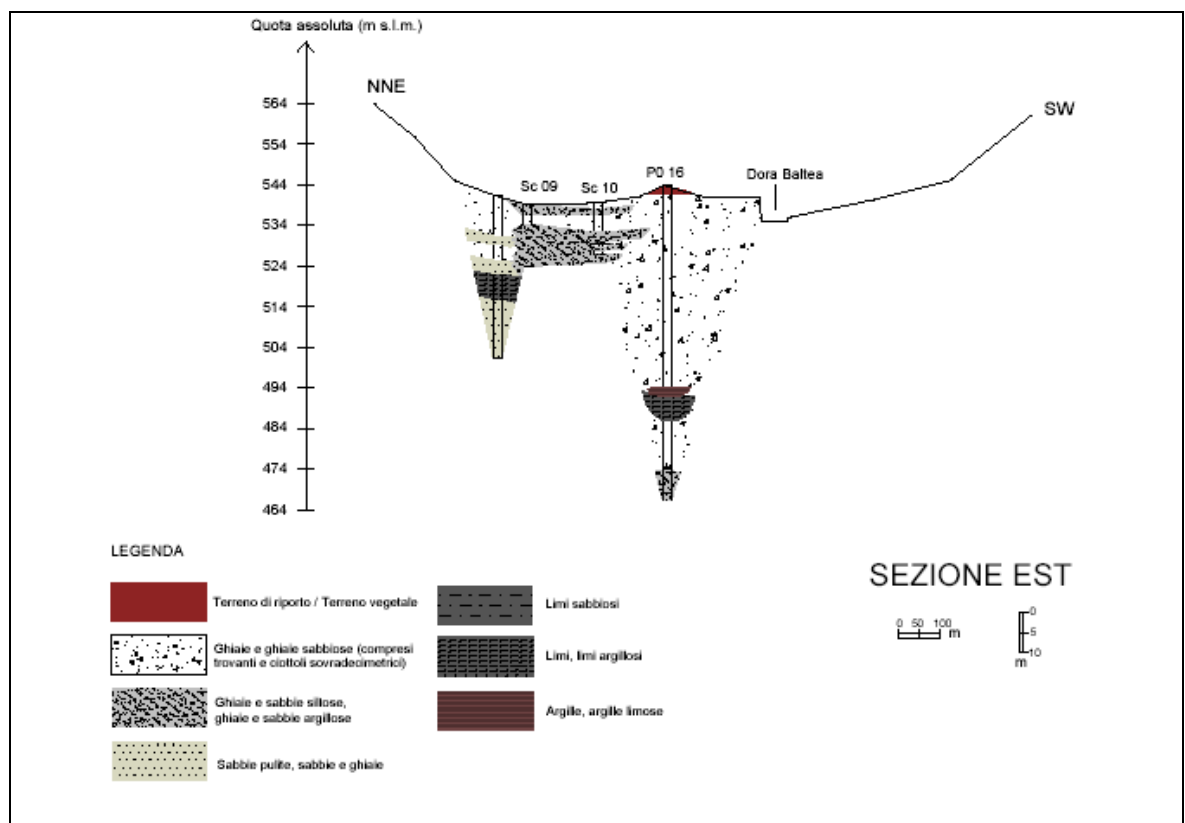 Quota assoluta (m s.l.m.)
NNE
SW
564
554
544
534
524
514
504
494
484
474
464
Sc 09
Sc 10
P0 16
Dora Baltea
LEGENDA
Terreno di riporto / Terreno vegetale
Ghiaie e ghiaie sabbiose (compresi
trovanti e ciottoli sovradecimetrici)
Ghiaie e sabbie siltose,
ghiaie e sabbie argillose
Sabbie pulite, sabbie e ghiaie
Limi sabbiosi
Limi, limi argillosi
Argille, argille limose
SEZIONE EST
0 50 100 m
0
5
10
m